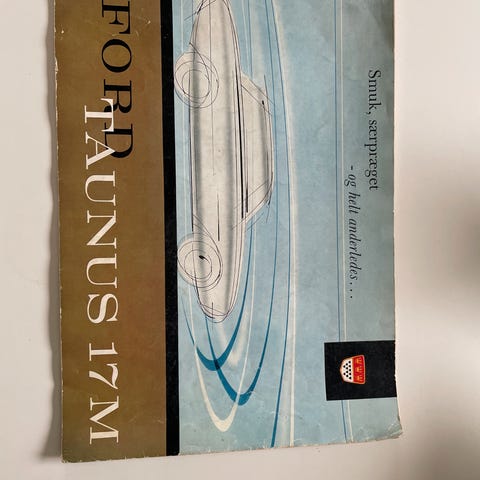 Smuk, særpræget
- og helt anderledes...
FORD
TAUNUS 17M